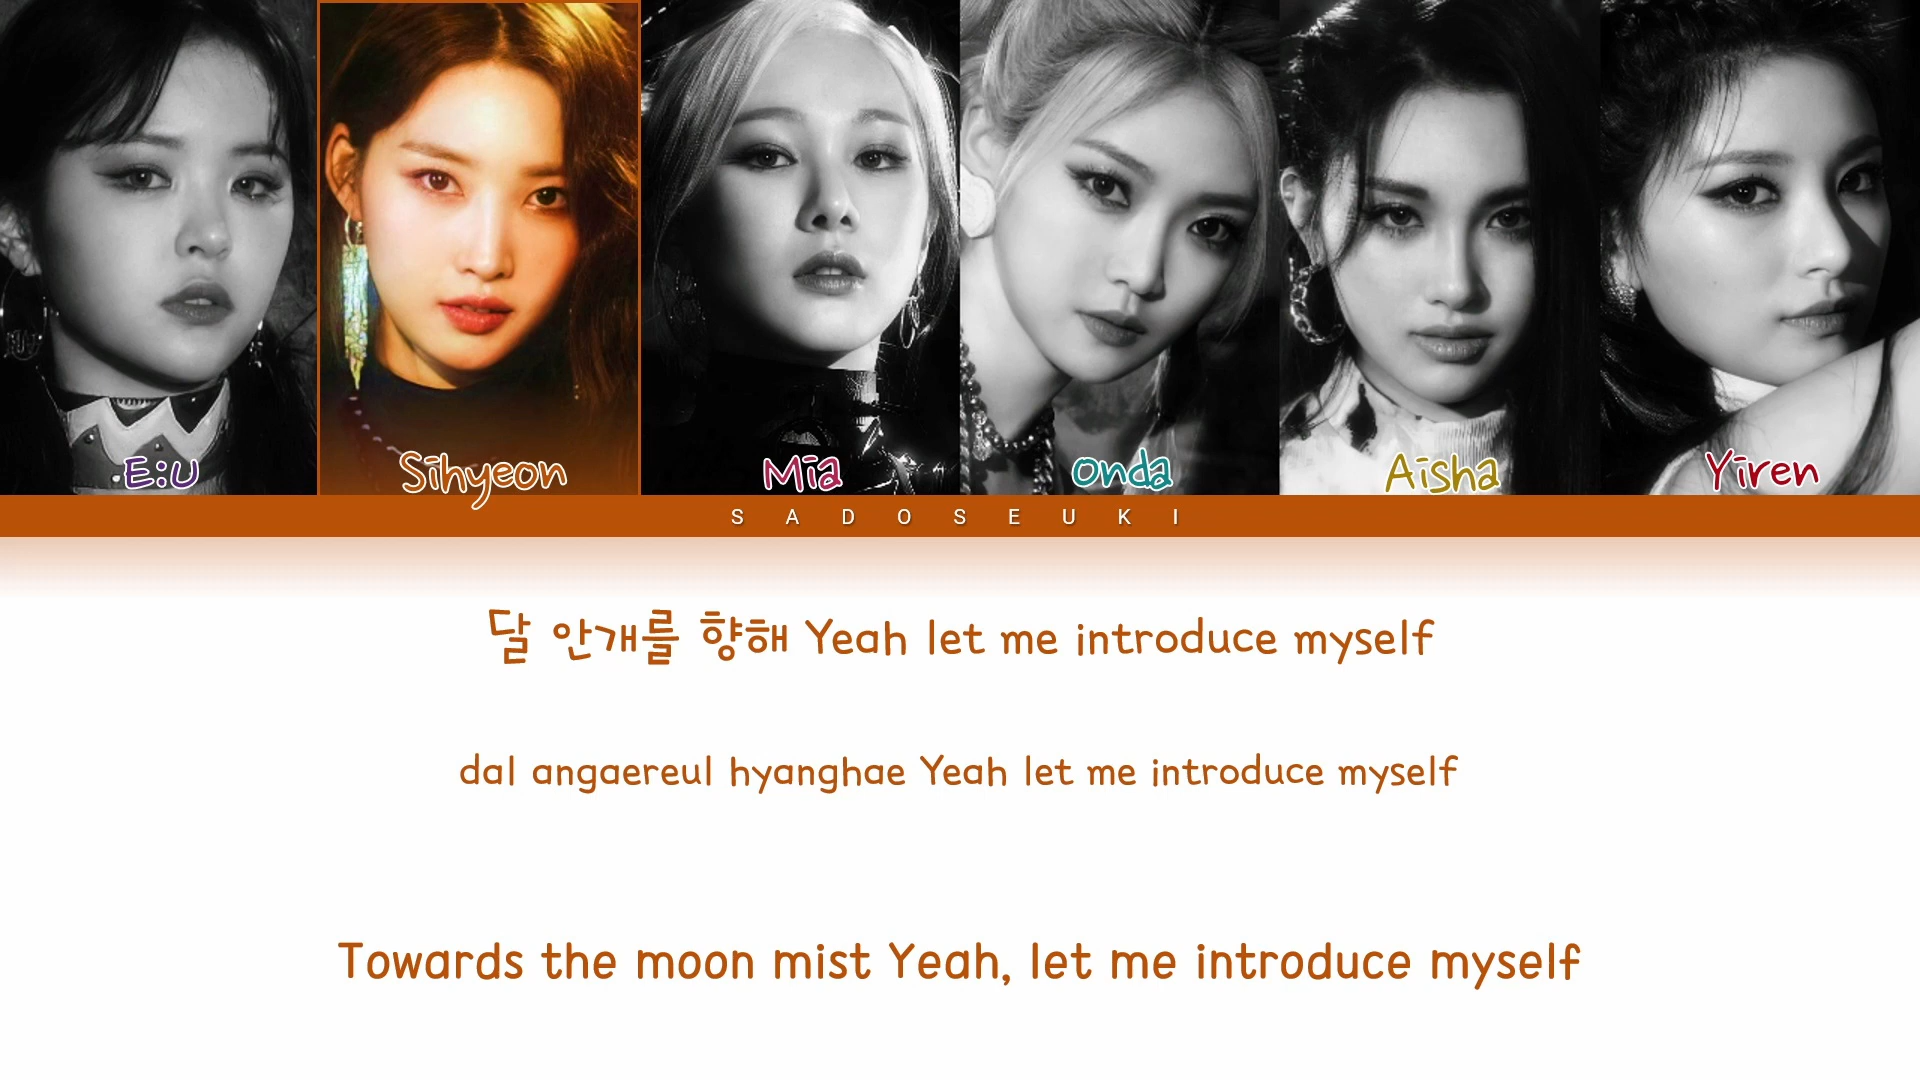 E:U
Sihyeon
Mia
Onda
Aisha
Yiren
SADOSEUKI
달 안개를 향해 Yeah let me introduce myself
dal angaereul hyanghae Yeah let me introduce myself
Towards the moon mist Yeah, let me introduce myself